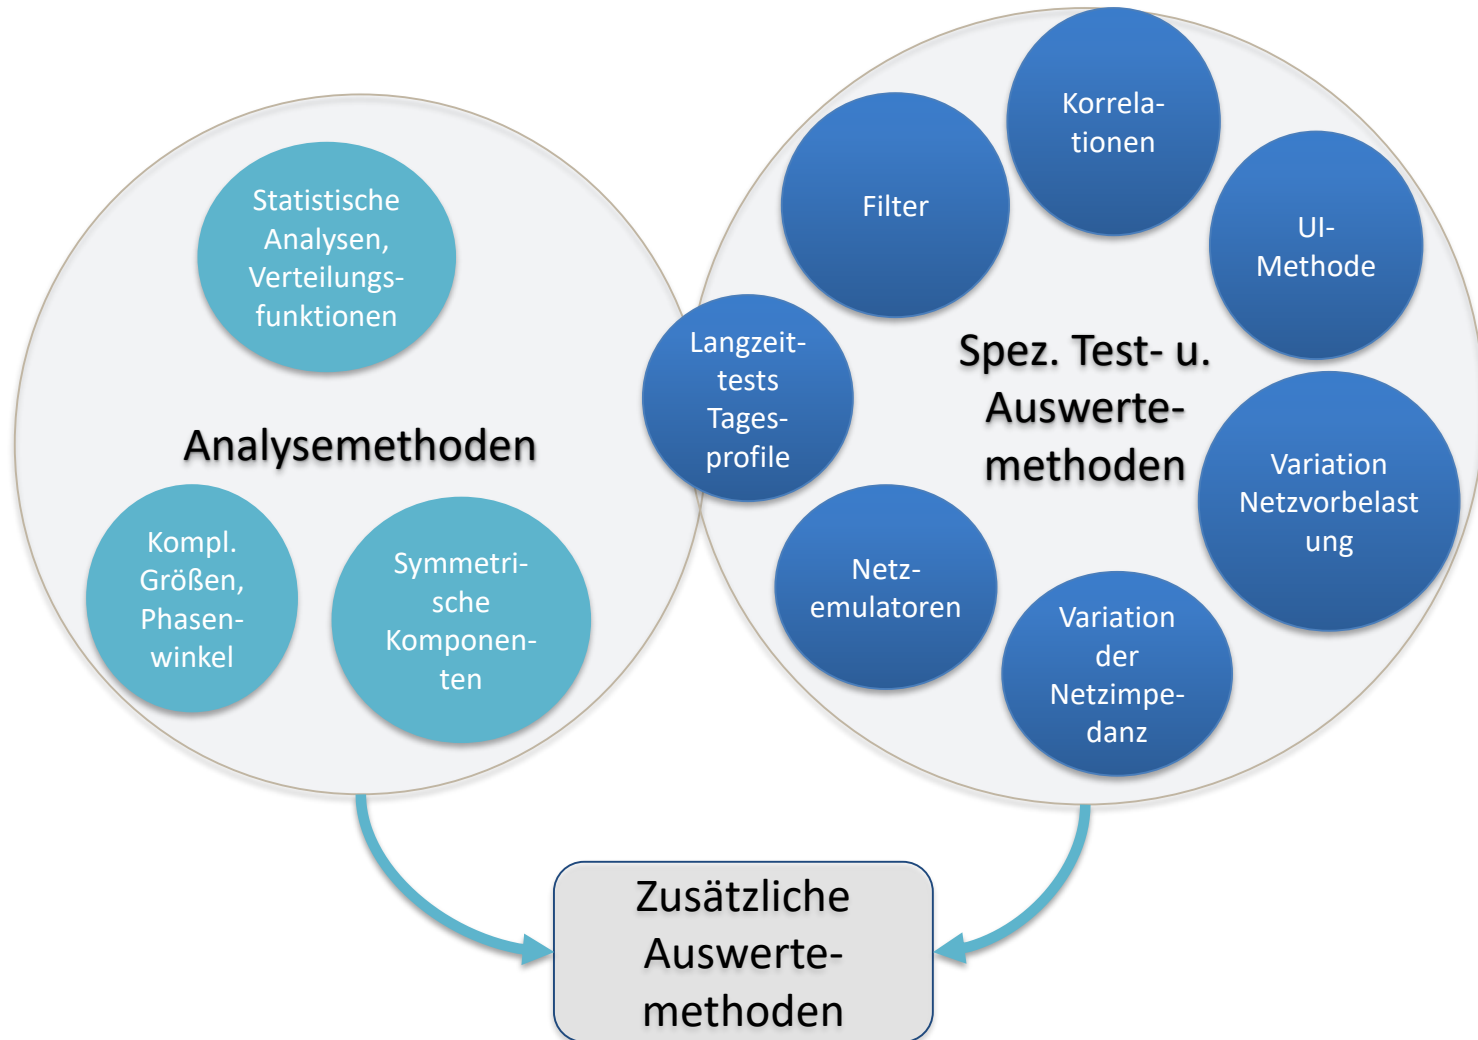 Statistische
Analysen,
Verteilungs-
funktionen
Analysemethoden
Kompl.
Größen,
Phasen-
winkel
Symmetri-
sche
Komponen-
ten
Korrela-
tionen
Filter
UI-
Methode
Langzeit-
tests
Tages-
profile
Spez. Test- u.
Auswerte-
methoden
Variation
Netzvorbelast
ung
Netz-
emulatoren
Variation
der
Netzimpe-
danz
Zusätzliche
Auswerte-
methoden